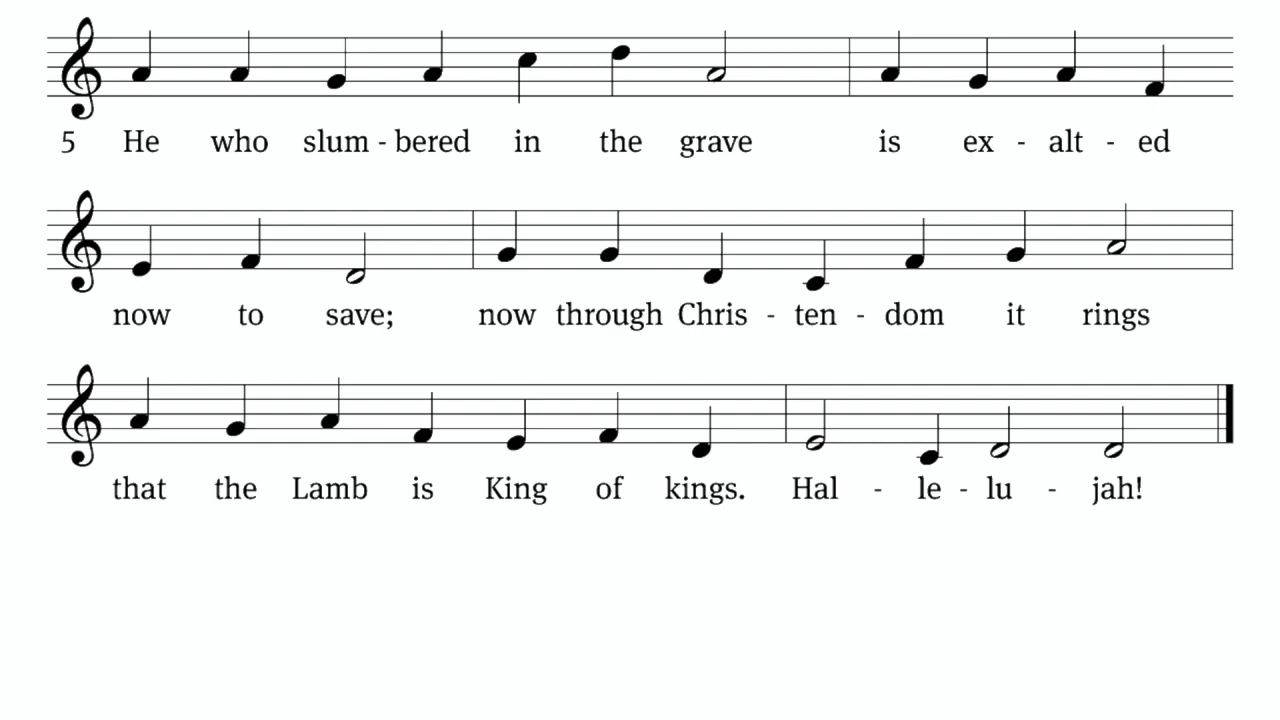 5 He who slum - bered in the grave is ex - alt - ed
now to save; now through Chris - ten - dom it rings
that the Lamb is King of kings. Hal - le - lu - jah!